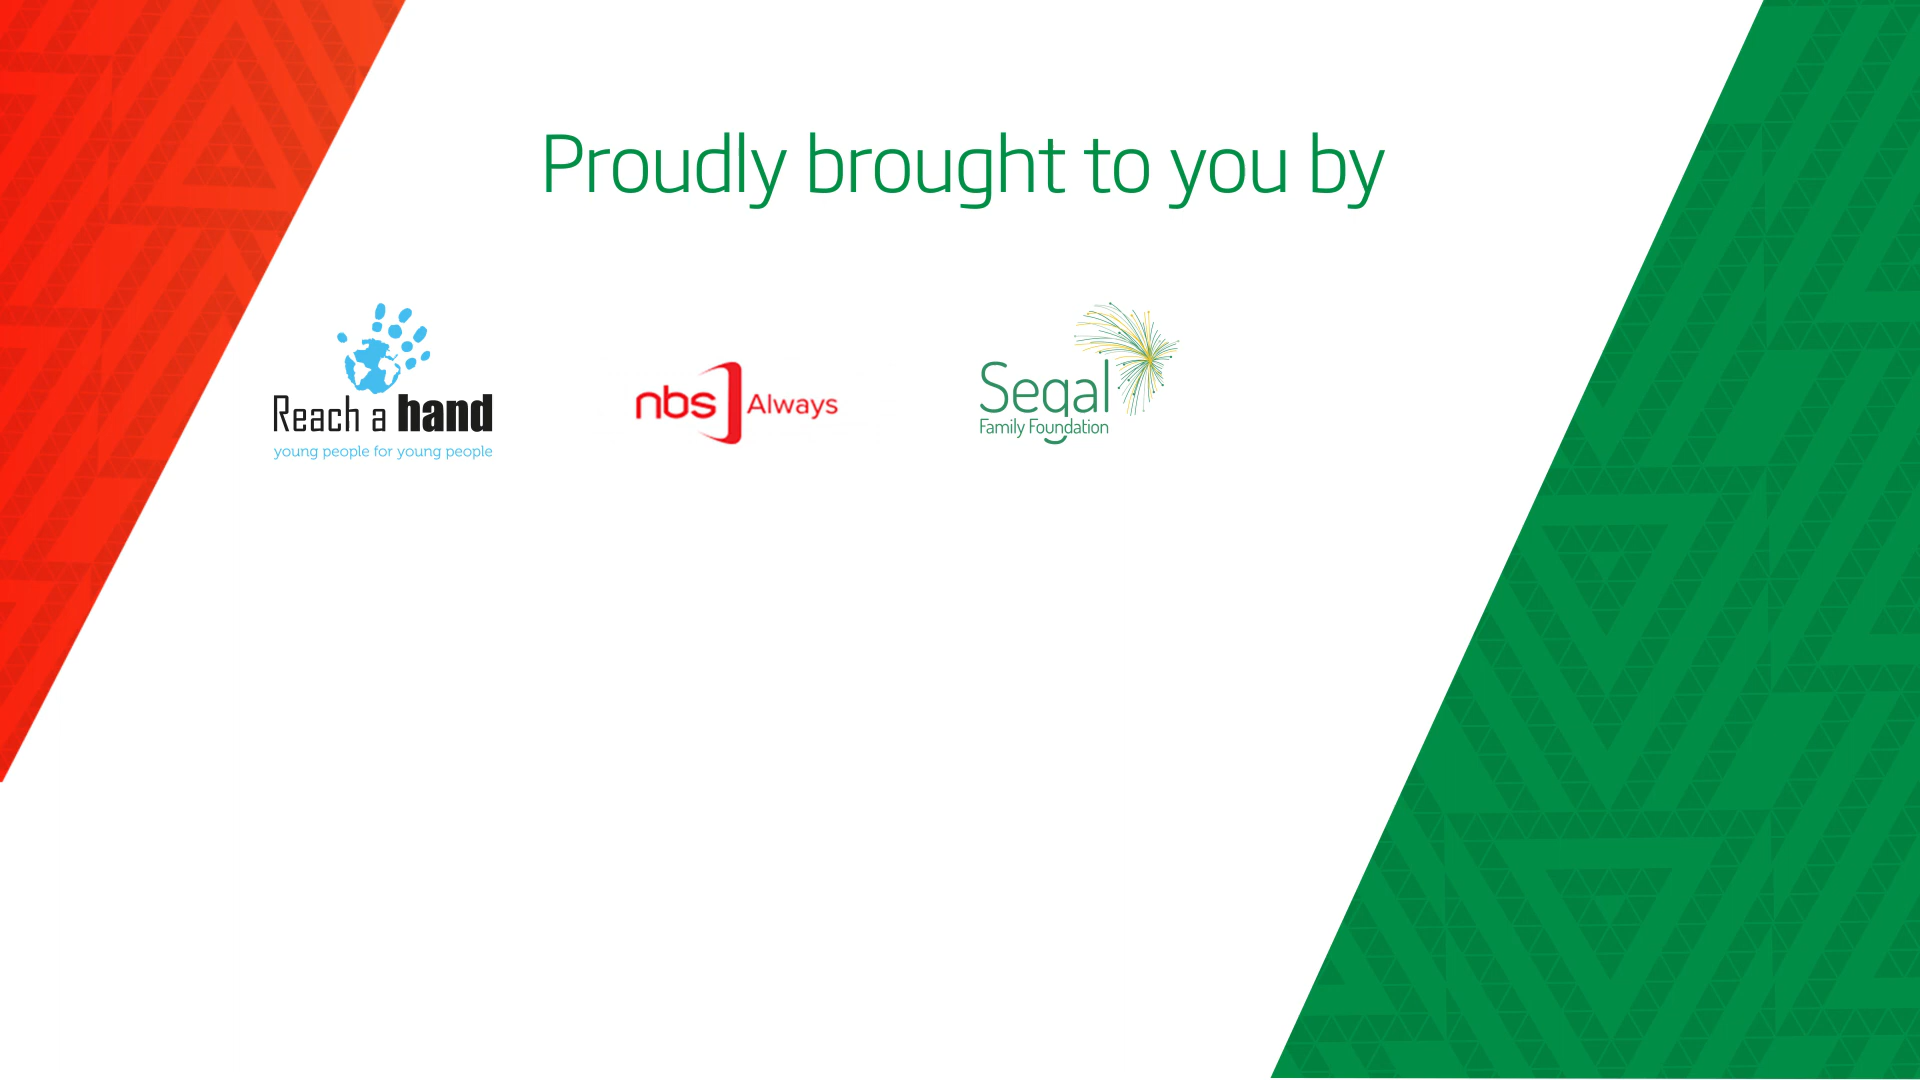 Proudly brought to you by
Reach a hand
young people for young people
nbs Always
Segal
Family Foundation